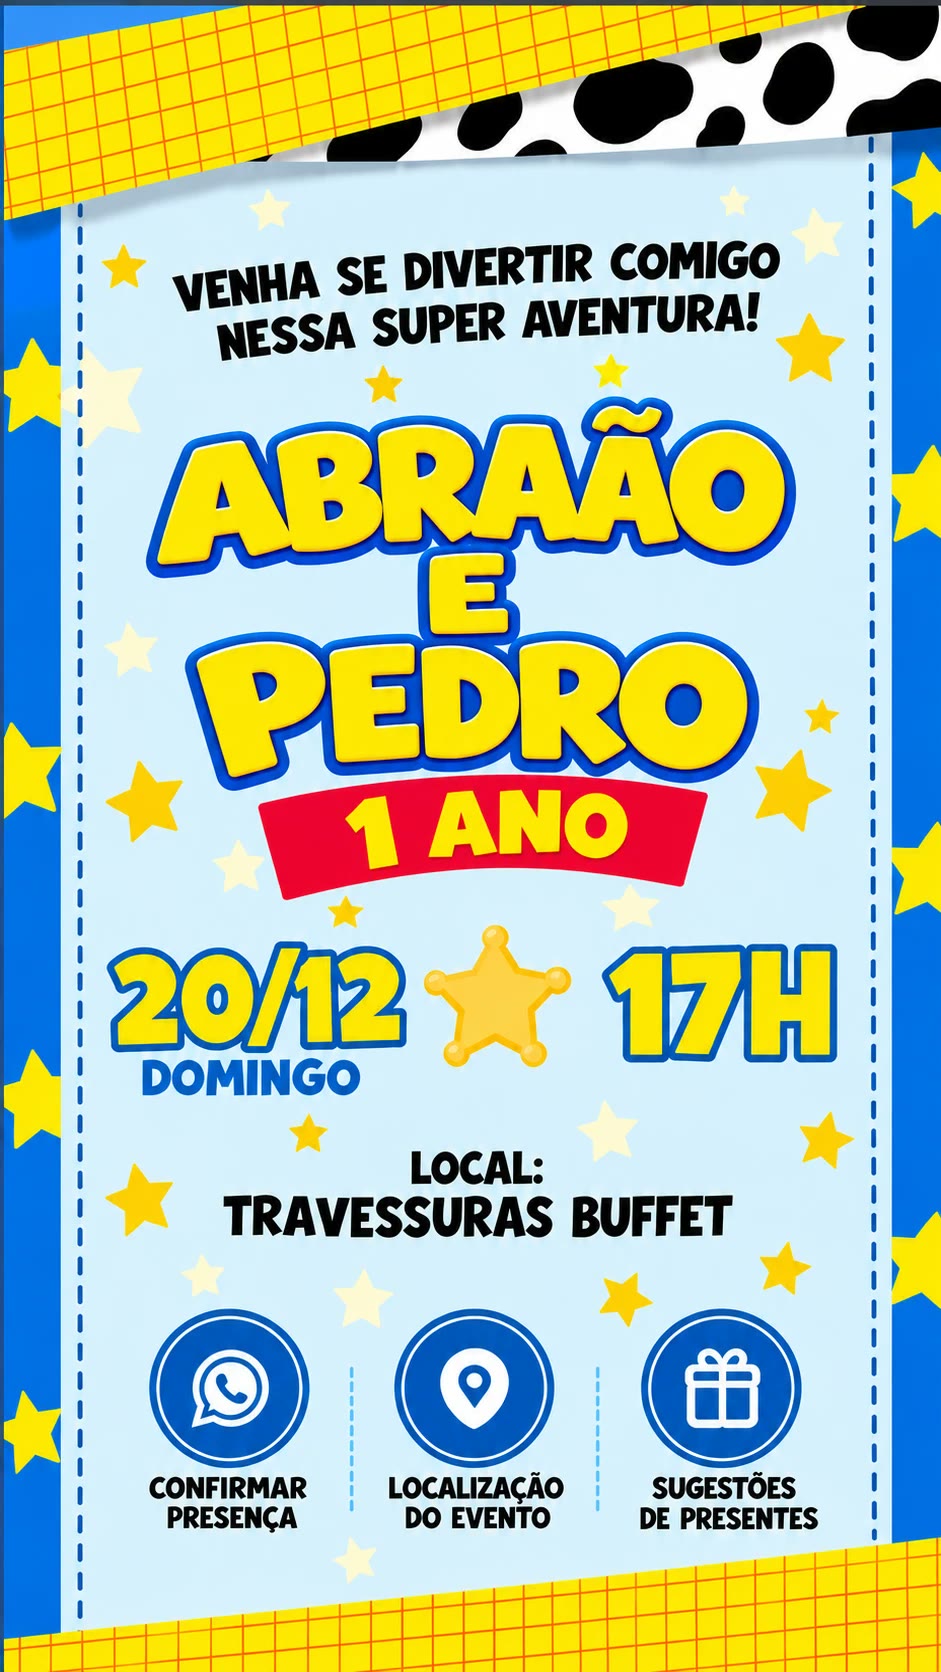 VENHA SE DIVERTIR COMIGO
NESSA SUPER AVENTURA!
ABRAÃO
E
PEDRO
1 ANO
20/12
17H
DOMINGO
LOCAL:
TRAVESSURAS BUFFET
CONFIRMAR
PRESENÇA
LOCALIZAÇÃO
DO EVENTO
SUGESTÕES
DE PRESENTES